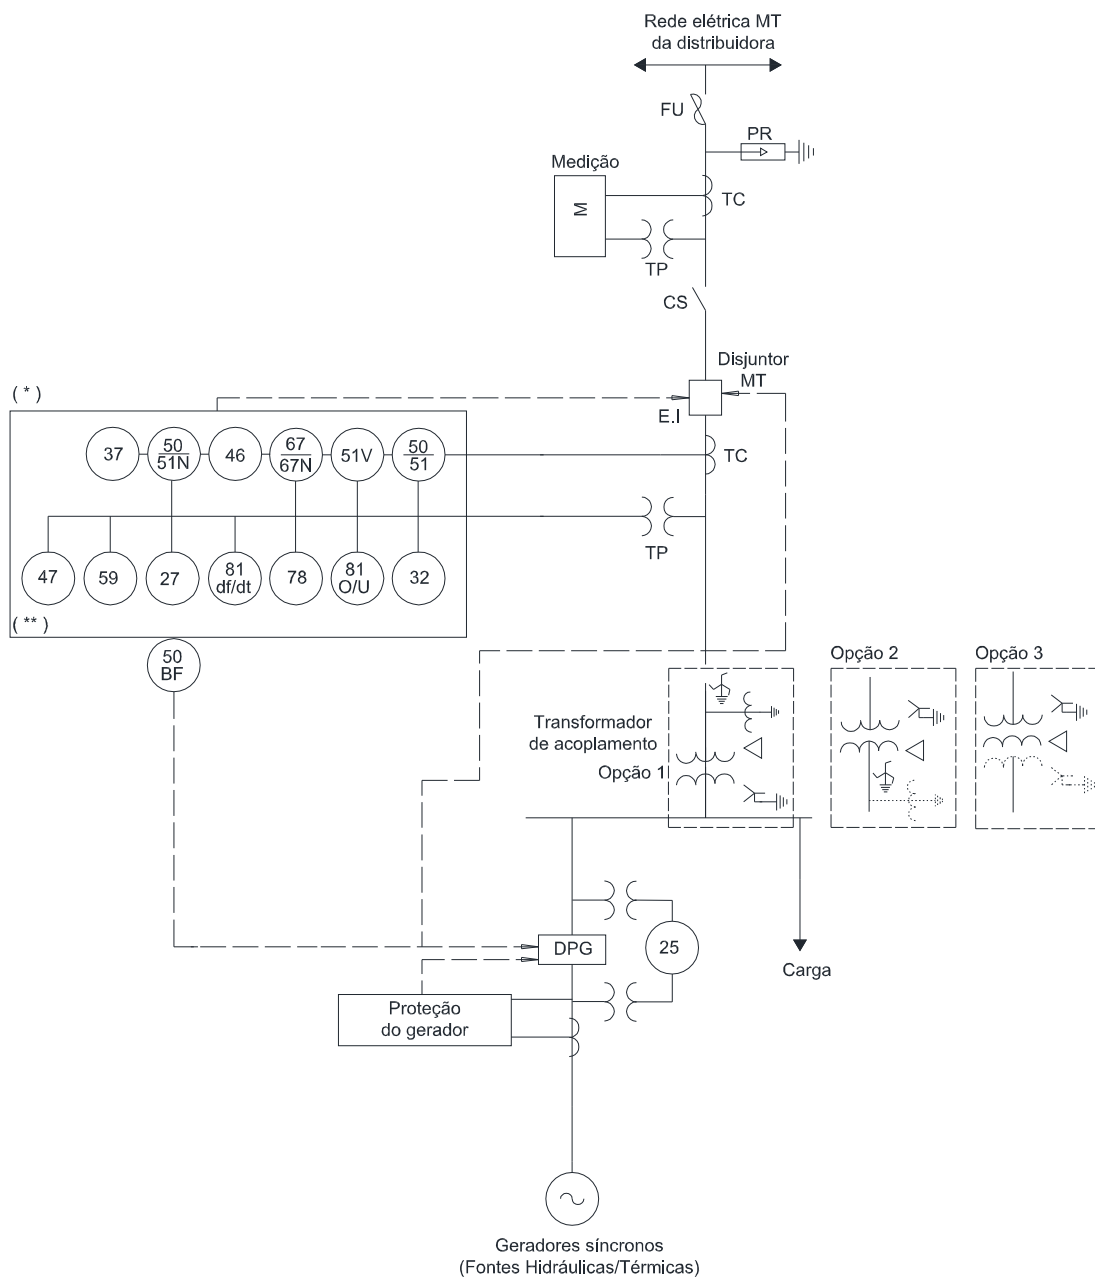 Rede elétrica MT
da distribuidora
FU
PR
Medição
M
TC
TP
CS
Disjuntor
MT
E.I
( * )
37
50
51N
46
67
67N
51V
50
51
TC
TP
47
59
27
81
df/dt
78
81
O/U
32
( ** )
50
BF
Opção 2
Opção 3
Transformador
de acoplamento
Opção 1
DPG
25
Carga
Proteção
do gerador
Geradores síncronos
(Fontes Hidráulicas/Térmicas)